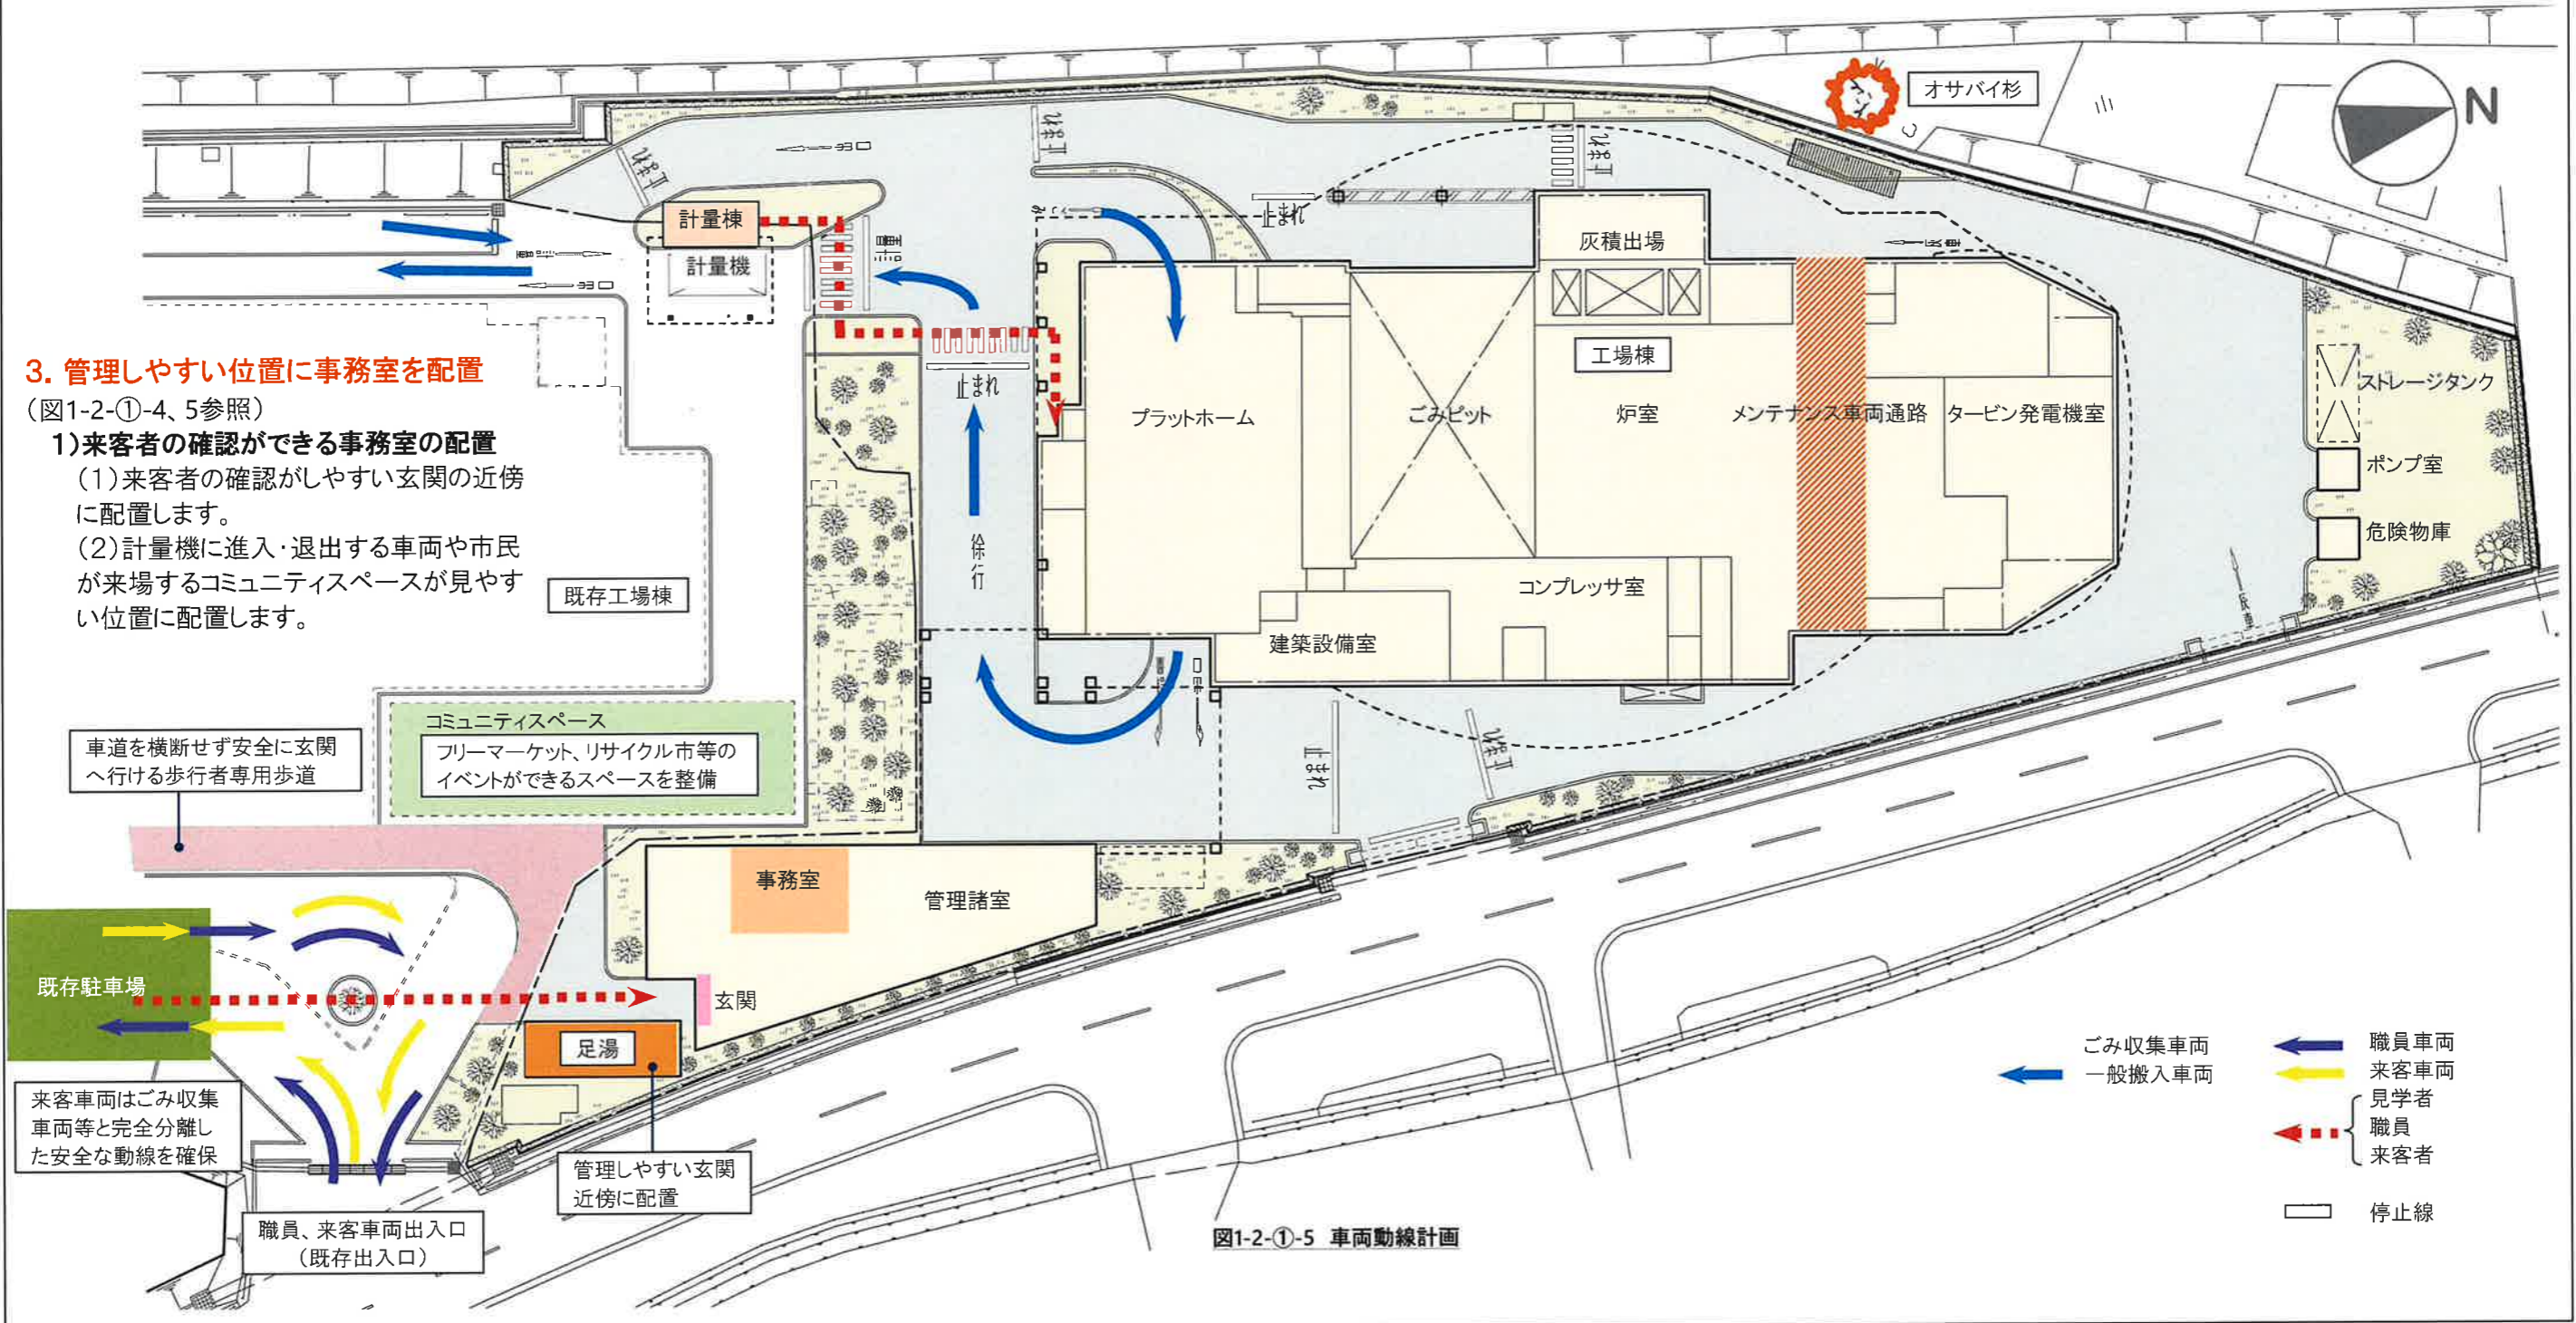 オサバイ杉
N
止まれ
出口
止まれ
止まれ
計量棟
計量
止まれ
計量機
灰積出場
工場棟
3. 管理しやすい位置に事務室を配置
（図1-2-①-4、5参照）
1)来客者の確認ができる事務室の配置
（1）来客者の確認がしやすい玄関の近傍
に配置します。
（2）計量機に進入・退出する車両や市民
が来場するコミュニティスペースが見やす
い位置に配置します。
止まれ
徐行
プラットホーム
ごみピット
炉室
メンテナンス車両通路
タービン発電機室
ストレージタンク
ポンプ室
危険物庫
既存工場棟
コンプレッサ室
建築設備室
出口
止まれ
止まれ
コミュニティスペース
フリーマーケット、リサイクル市等の
イベントができるスペースを整備
車道を横断せず安全に玄関
へ行ける歩行者専用歩道
事務室
管理諸室
既存駐車場
玄関
足湯
来客車両はごみ収集
車両等と完全分離し
た安全な動線を確保
管理しやすい玄関
近傍に配置
職員、来客車両出入口
（既存出入口）
ごみ収集車両
一般搬入車両
職員車両
来客車両
見学者
職員
来客者
停止線
図1-2-①-5 車両動線計画